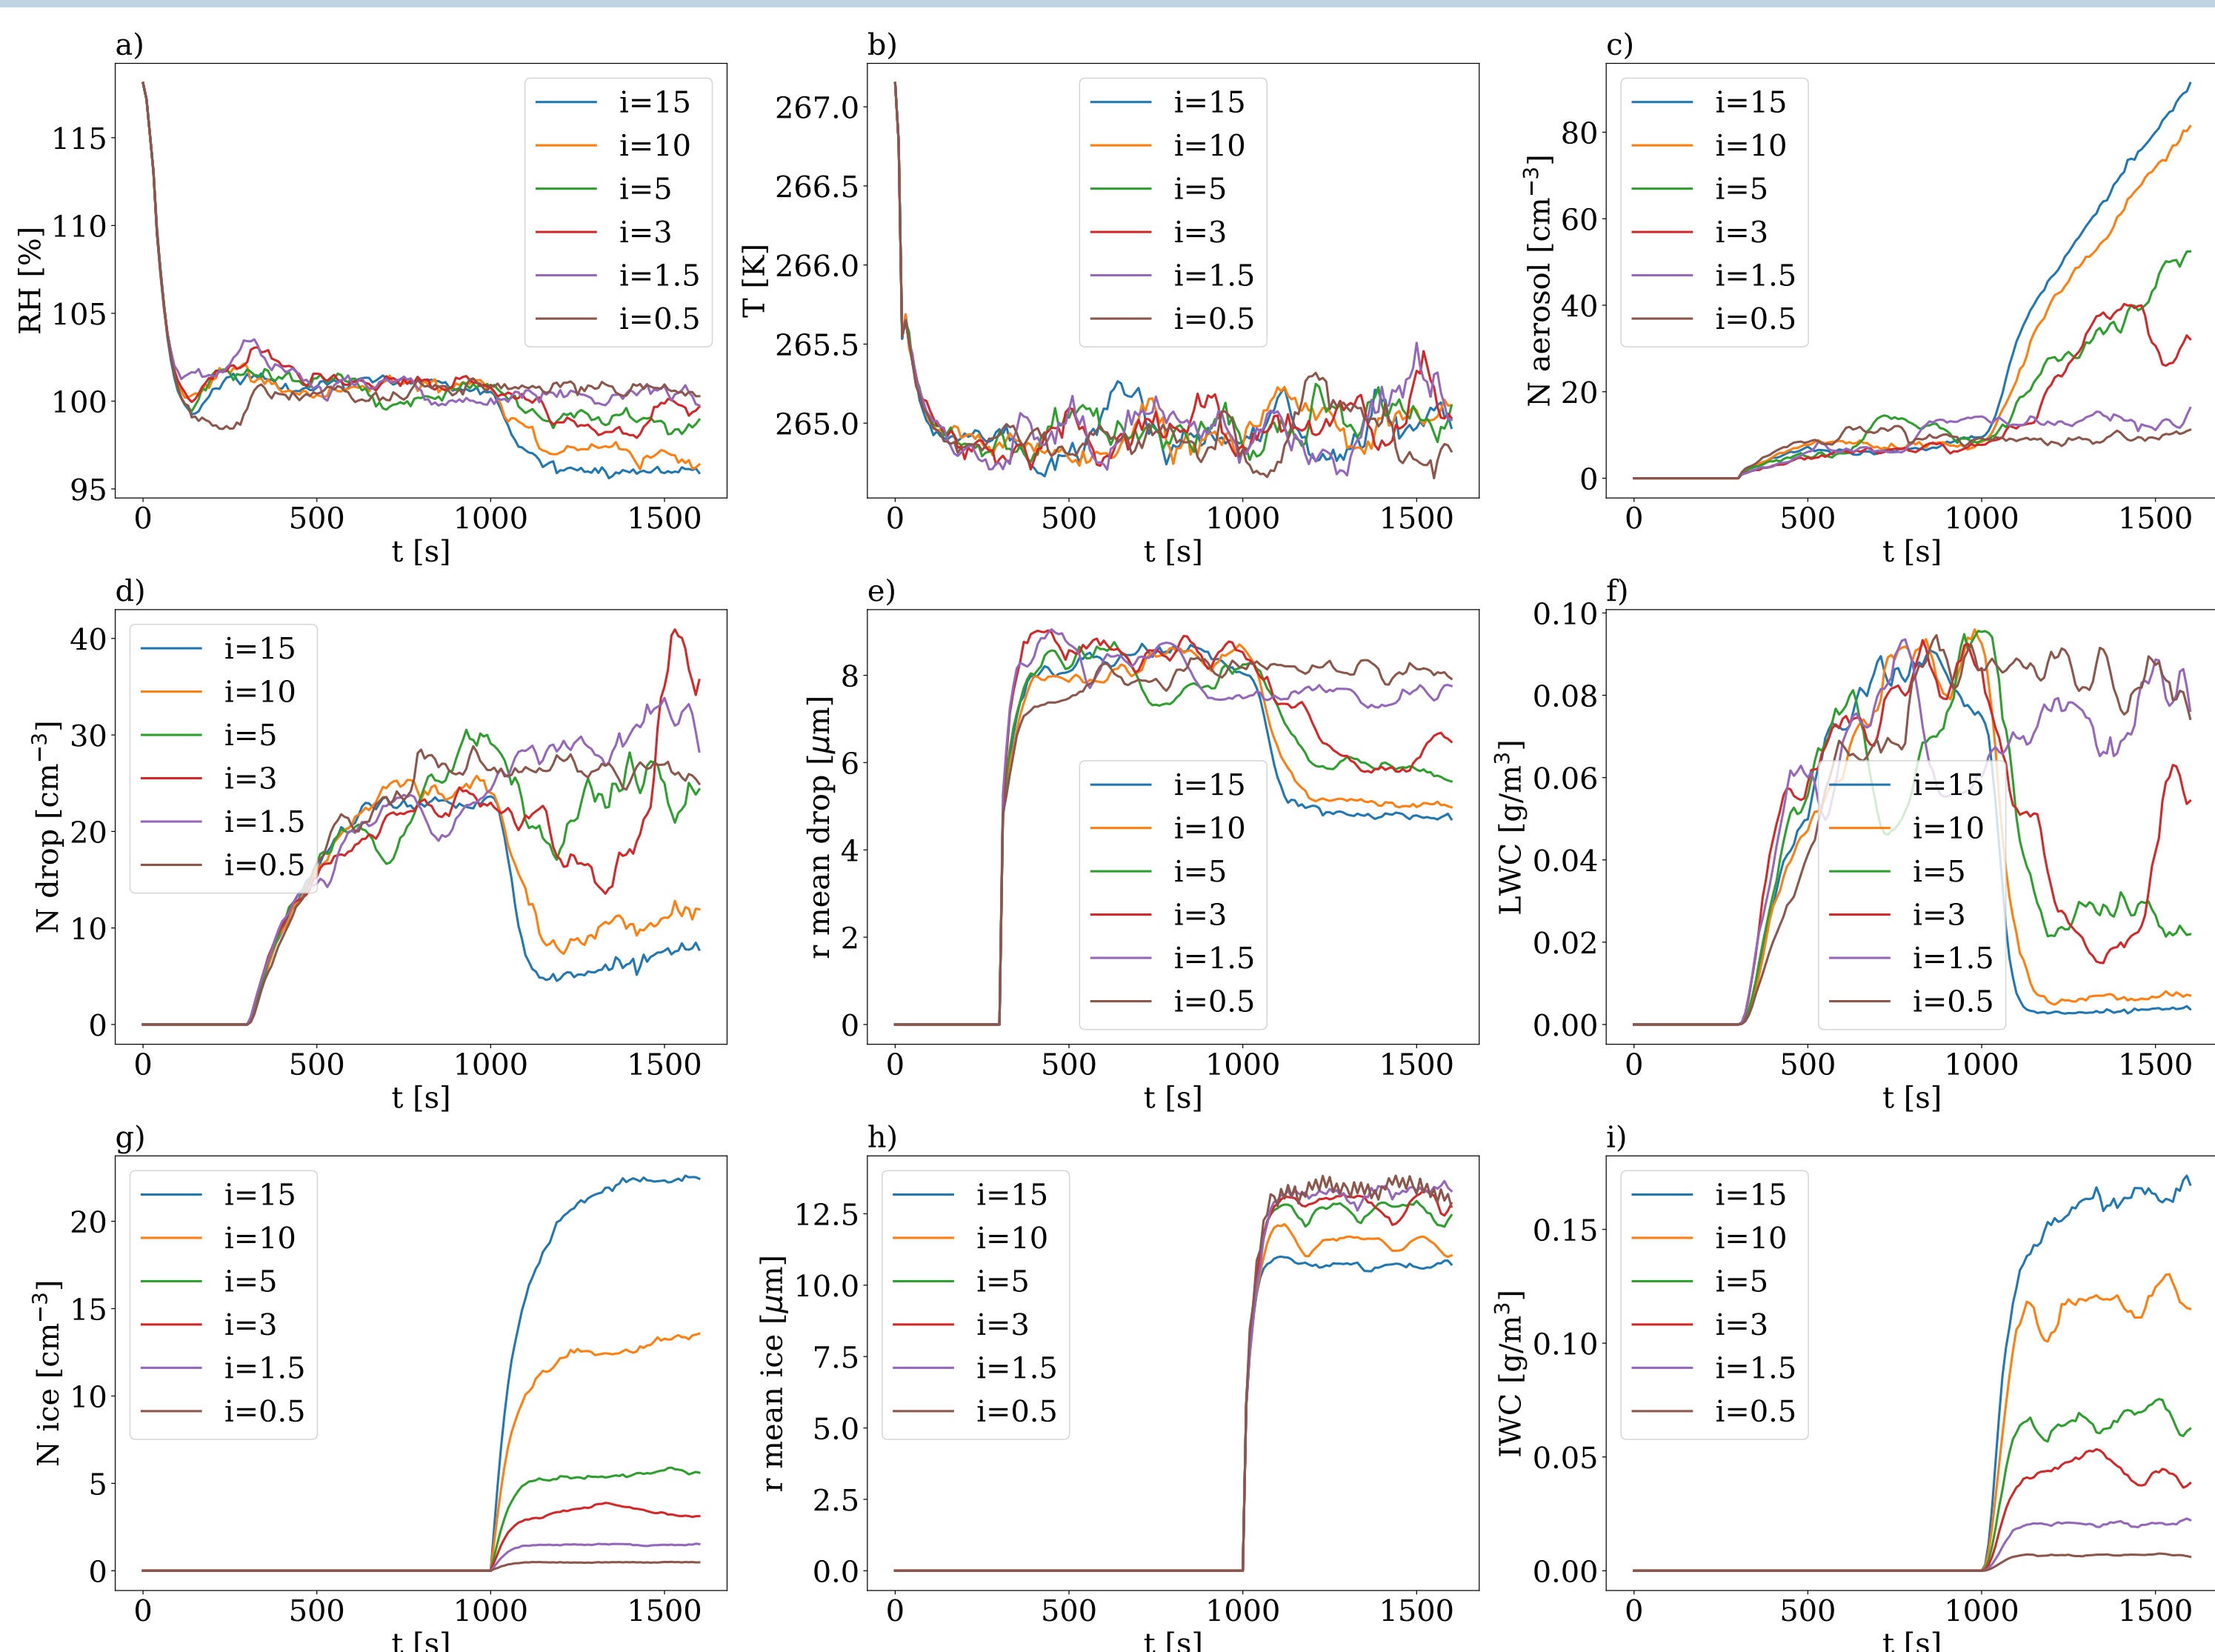 a)
RH [%]
115
110
105
100
95
i=15
i=10
i=5
i=3
i=1.5
i=0.5
0 500 1000 1500
t [s]
b)
T [K]
267.0
266.5
266.0
265.5
265.0
i=15
i=10
i=5
i=3
i=1.5
i=0.5
0 500 1000 1500
t [s]
c)
N aerosol [cm⁻³]
80
60
40
20
0
i=15
i=10
i=5
i=3
i=1.5
i=0.5
0 500 1000 1500
t [s]
d)
N drop [cm⁻³]
40
30
20
10
0
i=15
i=10
i=5
i=3
i=1.5
i=0.5
0 500 1000 1500
t [s]
e)
r mean drop [μm]
8
6
4
2
0
i=15
i=10
i=5
i=3
i=1.5
i=0.5
0 500 1000 1500
t [s]
f)
LWC [g/m³]
0.10
0.08
0.06
0.04
0.02
0.00
i=15
i=10
i=5
i=3
i=1.5
i=0.5
0 500 1000 1500
t [s]
g)
N ice [cm⁻³]
20
15
10
5
0
i=15
i=10
i=5
i=3
i=1.5
i=0.5
0 500 1000 1500
t [s]
h)
r mean ice [μm]
12.5
10.0
7.5
5.0
2.5
0.0
i=15
i=10
i=5
i=3
i=1.5
i=0.5
0 500 1000 1500
t [s]
i)
IWC [g/m³]
0.15
0.10
0.05
0.00
i=15
i=10
i=5
i=3
i=1.5
i=0.5
0 500 1000 1500
t [s]